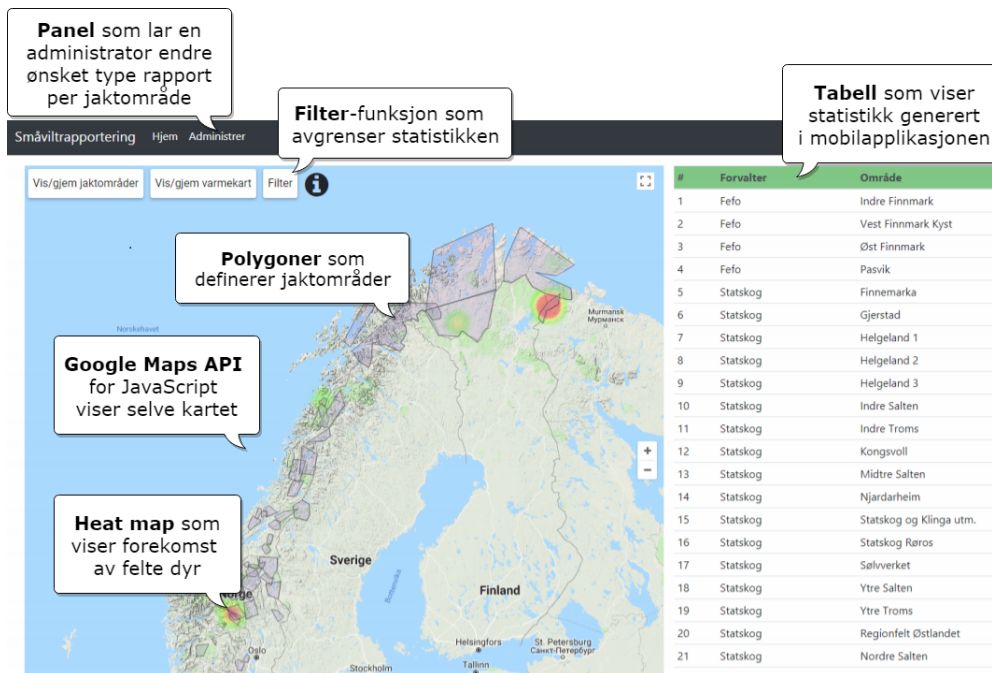 Panel som lar en
administrator endre
ønsket type rapport
per jaktområde
Filter-funksjon som
avgrenser statistikken
Tabell som viser
statistikk generert
i mobilapplikasjonen
Småviltrapportering Hjem Administrer
Vis/gjem jaktområder Vis/gjem varmekart Filter
Polygoner som
definerer jaktområder
Norskehavet
Murmansk
Мурманск
Google Maps API
for JavaScript
viser selve kartet
Heat map som
viser forekomst
av felte dyr
Norge
Sverige
Finland
Bottenvika
Oslo
Helsingfors
St. Petersburg
Санкт-Петербург
Stockholm
Tallinn
# Forvalter Område
1 Fefo Indre Finnmark
2 Fefo Vest Finnmark Kyst
3 Fefo Øst Finnmark
4 Fefo Pasvik
5 Statskog Finnemarka
6 Statskog Gjerstad
7 Statskog Helgeland 1
8 Statskog Helgeland 2
9 Statskog Helgeland 3
10 Statskog Indre Salten
11 Statskog Indre Troms
12 Statskog Kongsvoll
13 Statskog Midtre Salten
14 Statskog Njardarheim
15 Statskog Statskog og Klinga utm.
16 Statskog Statskog Røros
17 Statskog Sølvverket
18 Statskog Ytre Salten
19 Statskog Ytre Troms
20 Statskog Regionfelt Østlandet
21 Statskog Nordre Salten